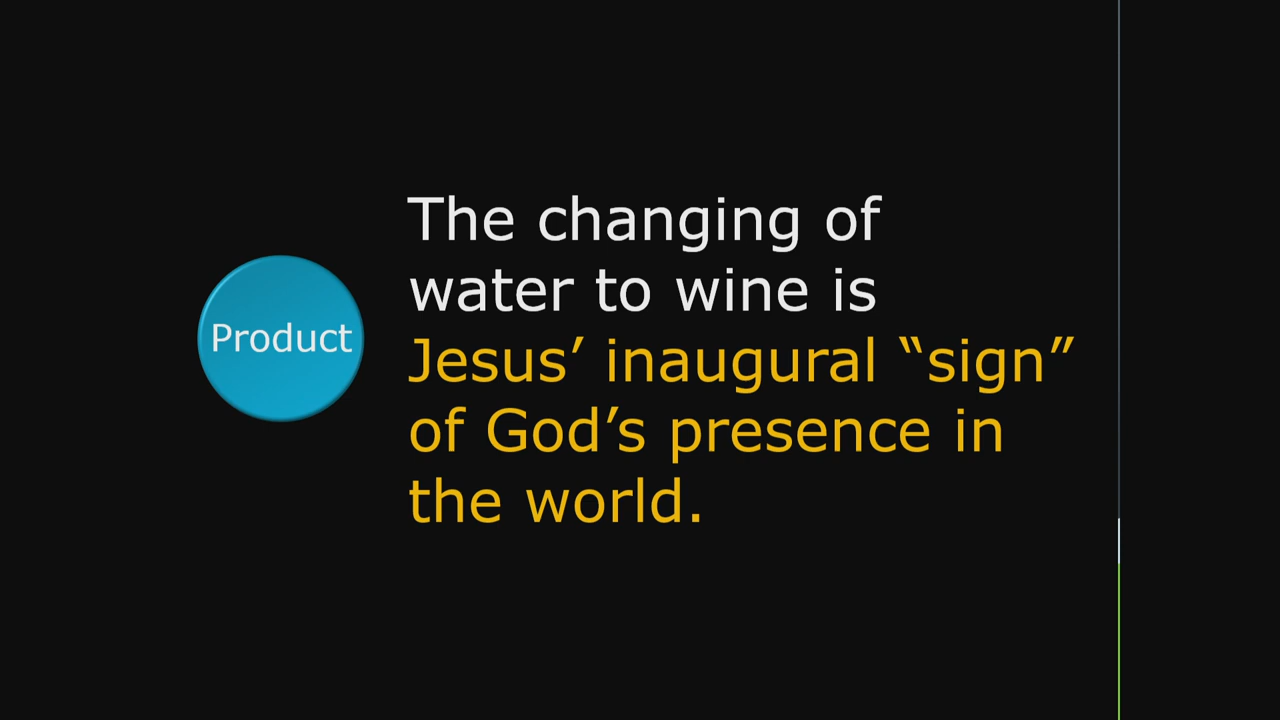 Product
The changing of
water to wine is
Jesus’ inaugural “sign”
of God’s presence in
the world.